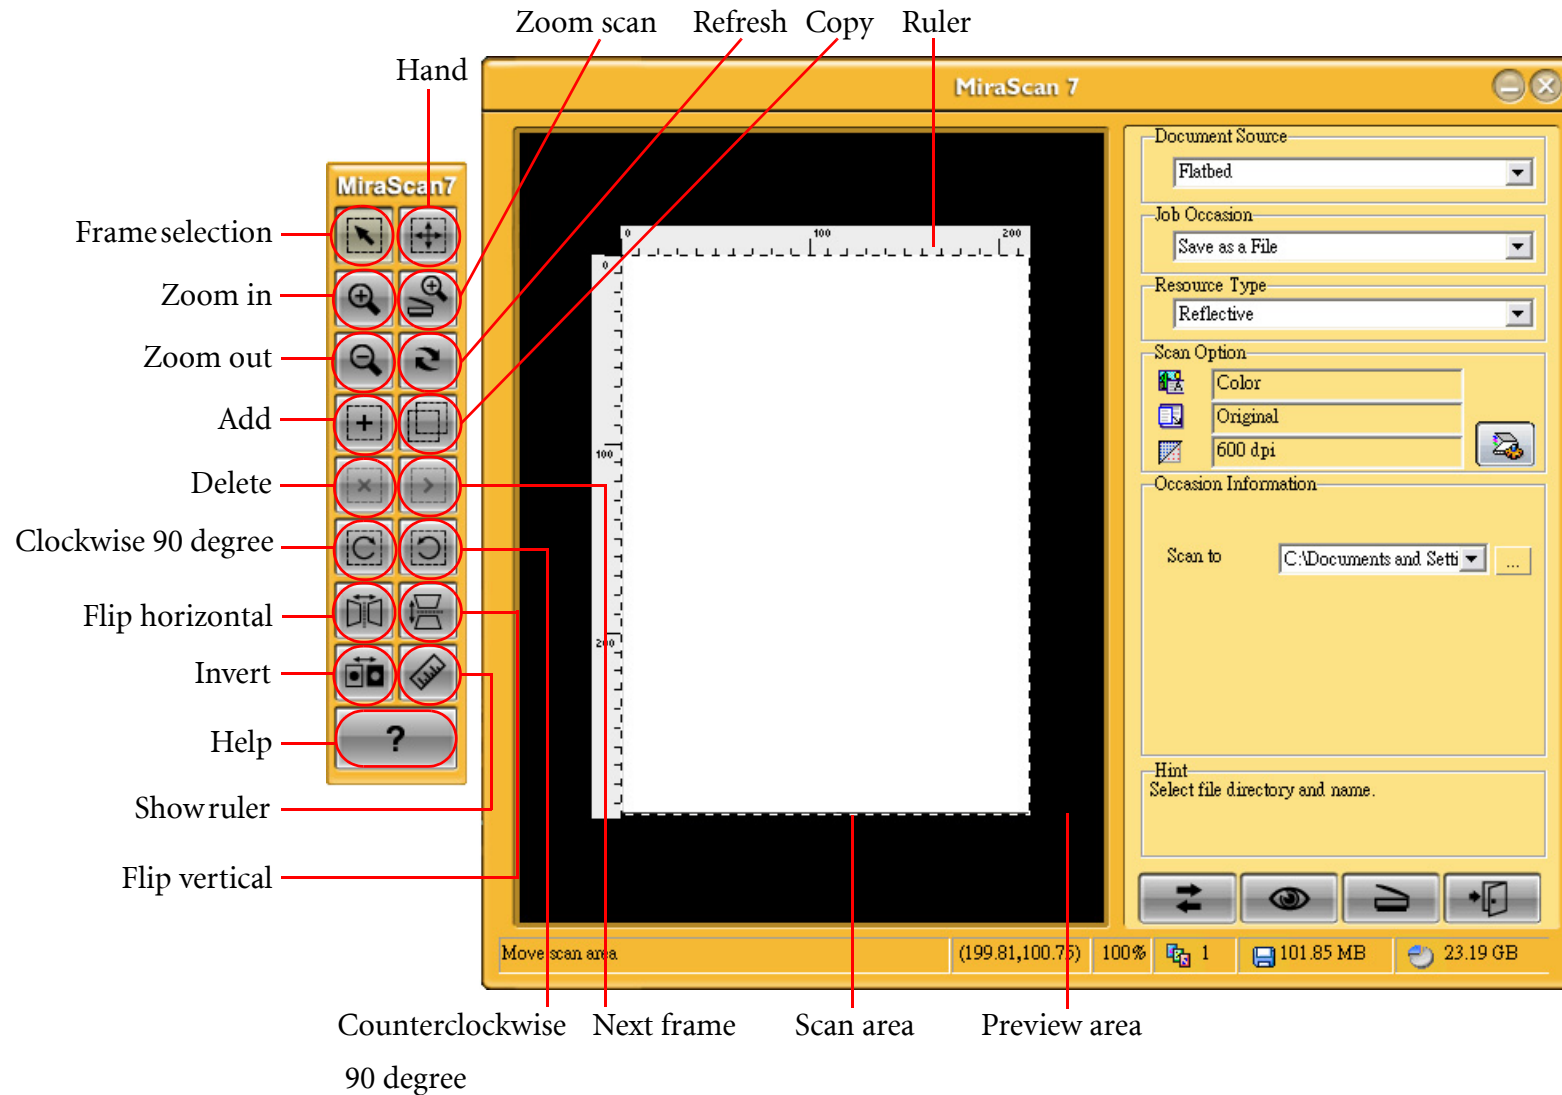 Zoom scan Refresh Copy Ruler
Hand
MiraScan 7
MiraScan7
Frame selection
Zoom in
Zoom out
Add
Delete
Clockwise 90 degree
Flip horizontal
Invert
Help
?
Show ruler
Flip vertical
0 100 200
0
100
200
Document Source
Flatbed
Job Occasion
Save as a File
Resource Type
Reflective
Scan Option
Color
Original
600 dpi
Occasion Information
Scan to C:\Documents and Setti ...
Hint
Select file directory and name.
Move scan area (199.81,100.75) 100% 1 101.85 MB 23.19 GB
Counterclockwise Next frame Scan area Preview area
90 degree